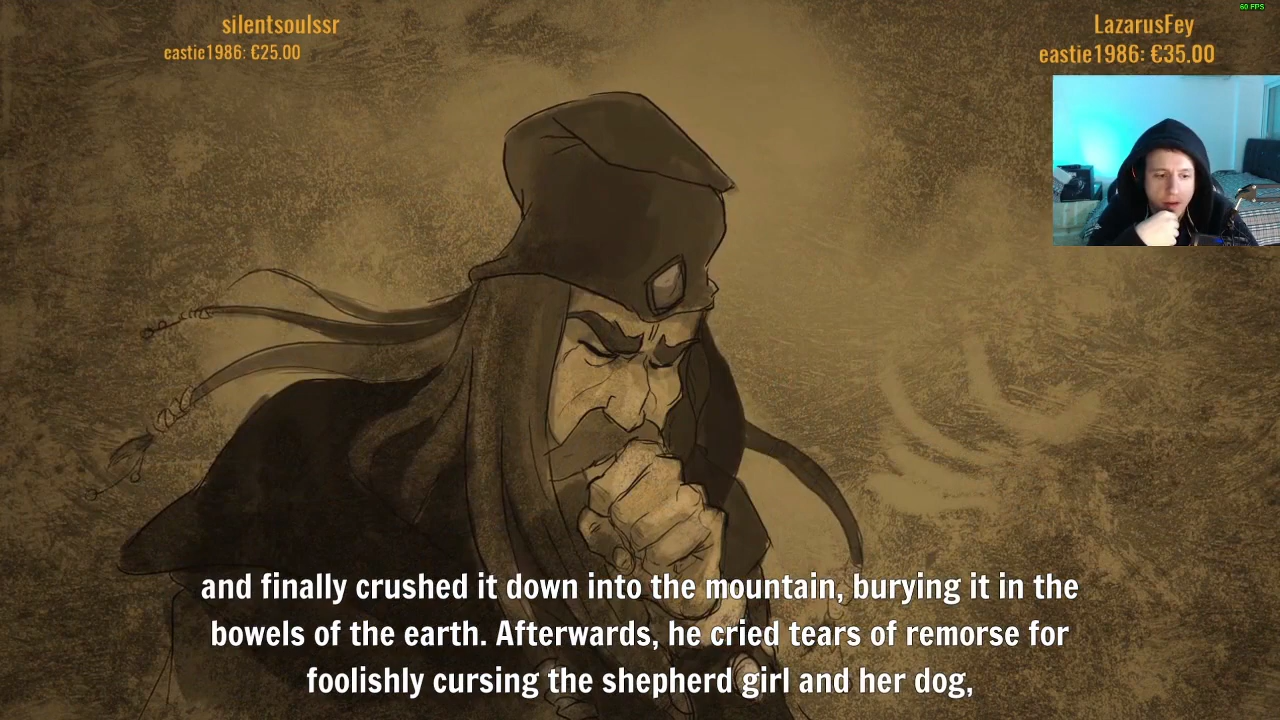 silentsoulssr
eastie1986: €25.00
LazarusFey
eastie1986: €35.00
60 FPS
and finally crushed it down into the mountain, burying it in the
bowels of the earth. Afterwards, he cried tears of remorse for
foolishly cursing the shepherd girl and her dog,